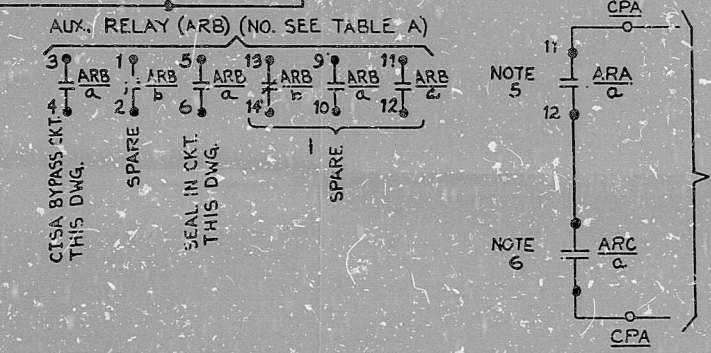 AUX. RELAY (ARB) (NO. SEE TABLE A)
3 1 5 13 9 11
ARB ARB ARB ARB ARB ARB
a b a b a a
4 2 6 14 10 12
CISA BYPASS CKT.
THIS DWG.
SPARE
SEAL IN CKT.
THIS DWG.
SPARE
CPA
NOTE
5
11
ARA
a
12
NOTE
6
ARC
a
CPA